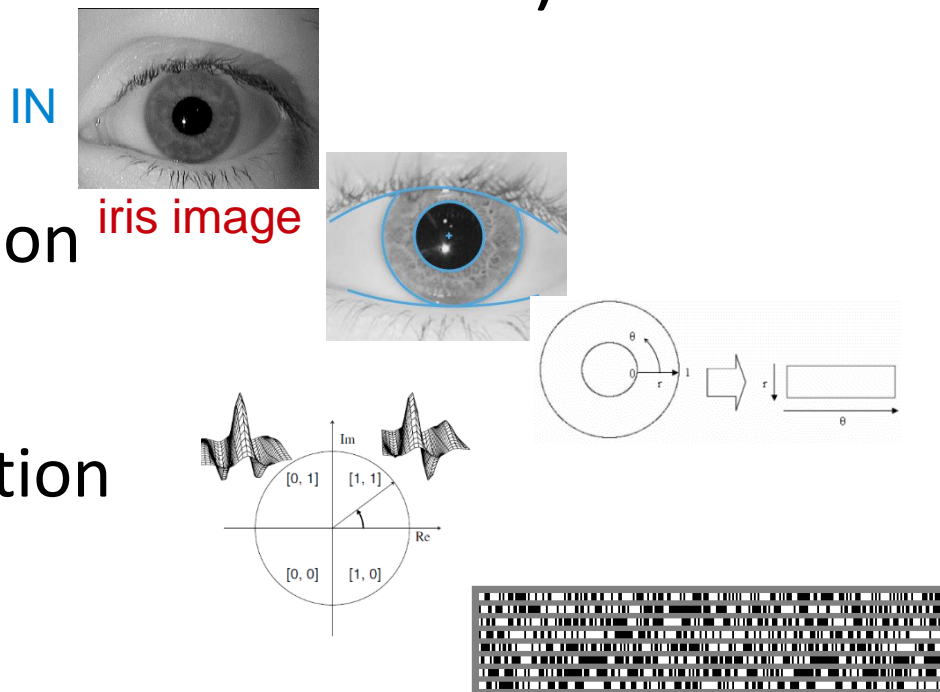 IN
iris image
on
θ
0
r
1
r
θ
tion
Im
[0, 1] [1, 1]
Re
[0, 0] [1, 0]